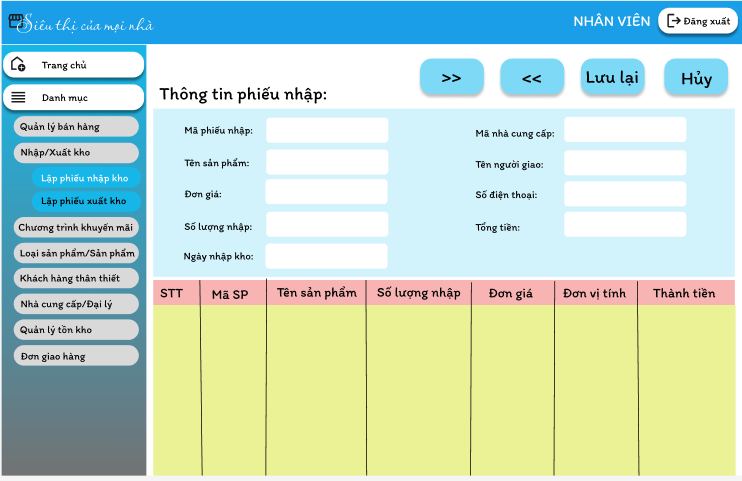 Siêu thị của mọi nhà
NHÂN VIÊN
Đăng xuất
Trang chủ
Danh mục
Quản lý bán hàng
Nhập/Xuất kho
Lập phiếu nhập kho
Lập phiếu xuất kho
Chương trình khuyến mãi
Loại sản phẩm/Sản phẩm
Khách hàng thân thiết
Nhà cung cấp/Đại lý
Quản lý tồn kho
Đơn giao hàng
>>
<<
Lưu lại
Hủy
Thông tin phiếu nhập:
Mã phiếu nhập:
Tên sản phẩm:
Đơn giá:
Số lượng nhập:
Ngày nhập kho:
Mã nhà cung cấp:
Tên người giao:
Số điện thoại:
Tổng tiền:
STT Mã SP Tên sản phẩm Số lượng nhập Đơn giá Đơn vị tính Thành tiền